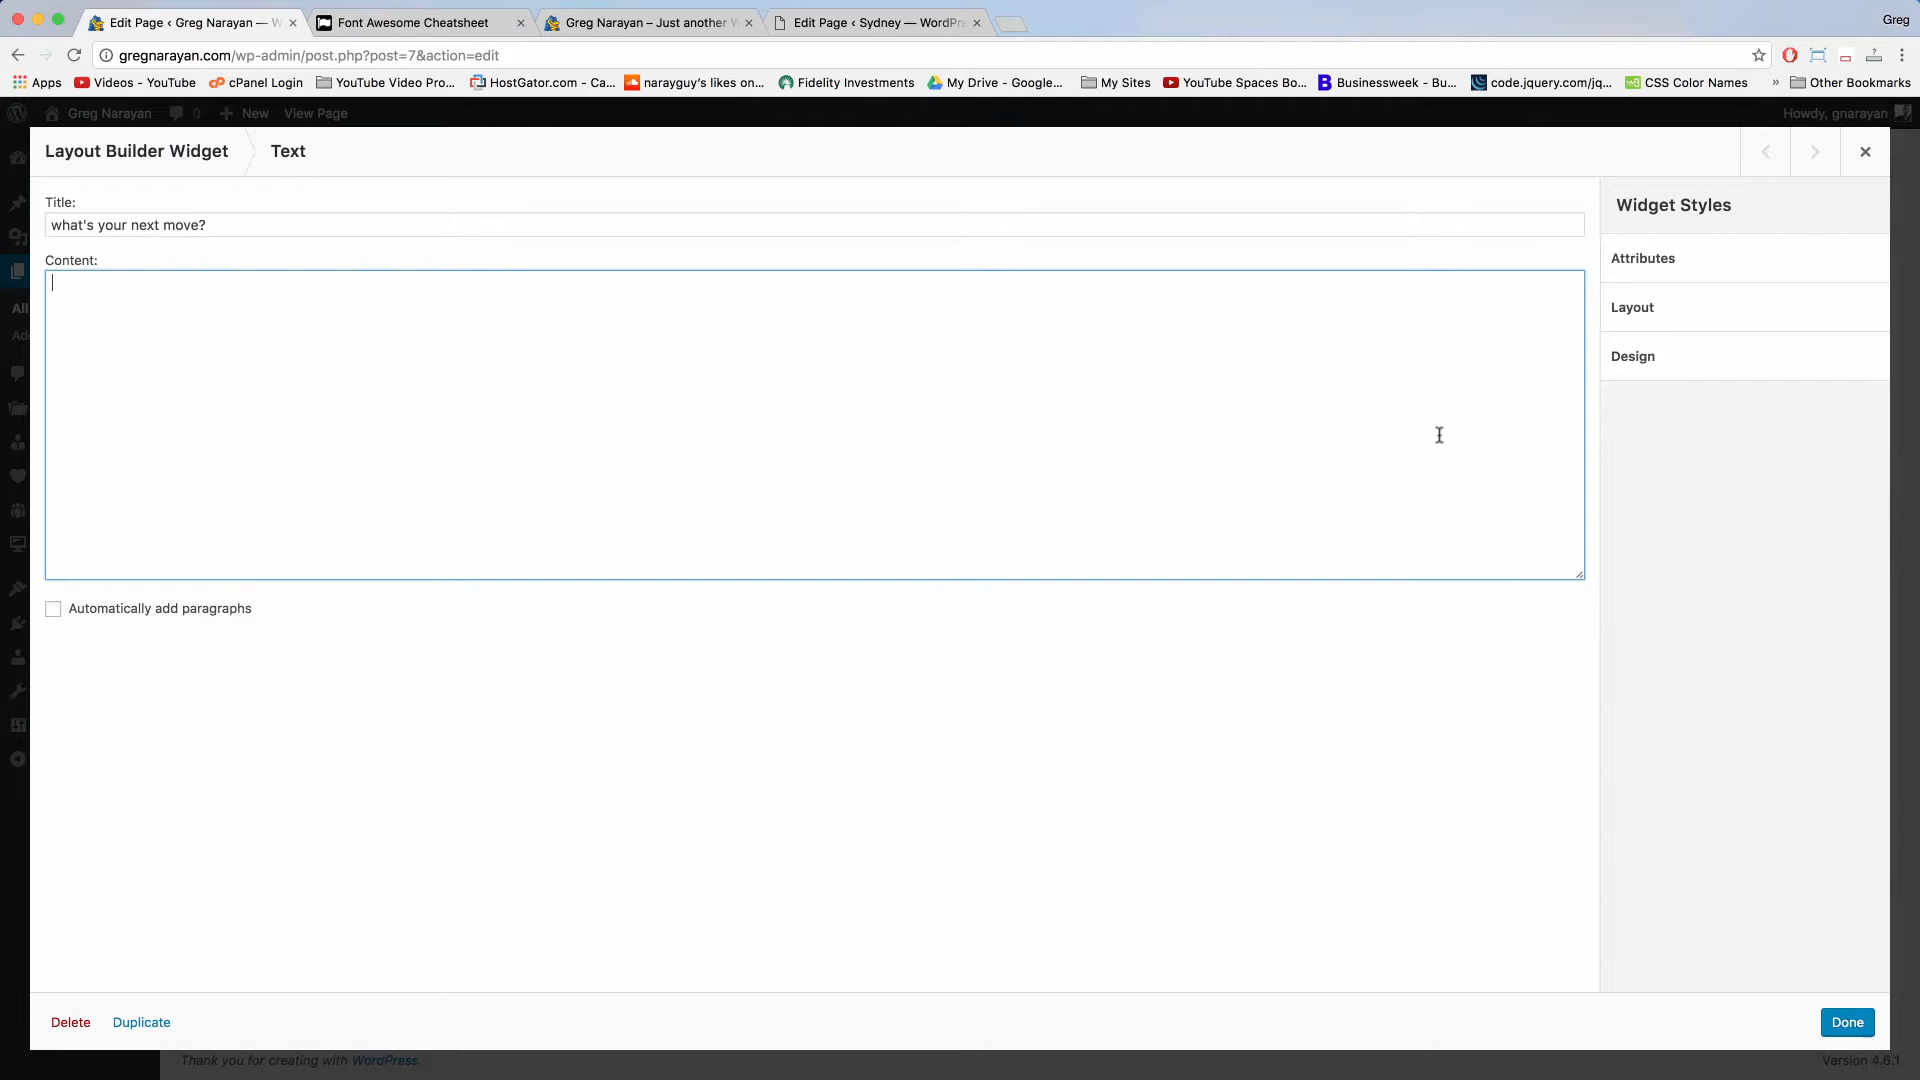 Edit Page ‹ Greg Narayan — W
Font Awesome Cheatsheet
Greg Narayan – Just another W
Edit Page ‹ Sydney — WordPre
Greg
gregnarayan.com/wp-admin/post.php?post=7&action=edit
Apps
Videos - YouTube
cPanel Login
YouTube Video Pro...
HostGator.com - Ca...
narayguy's likes on...
Fidelity Investments
My Drive - Google...
My Sites
YouTube Spaces Bo...
Businessweek - Bu...
code.jquery.com/jq...
CSS Color Names
»
Other Bookmarks
Greg Narayan
0
New
View Page
Howdy, gnarayan
Layout Builder Widget
Text
Title:
what's your next move?
Content:
Automatically add paragraphs
Widget Styles
Attributes
Layout
Design
All
Ad
Delete
Duplicate
Done
Thank you for creating with WordPress.
Version 4.6.1